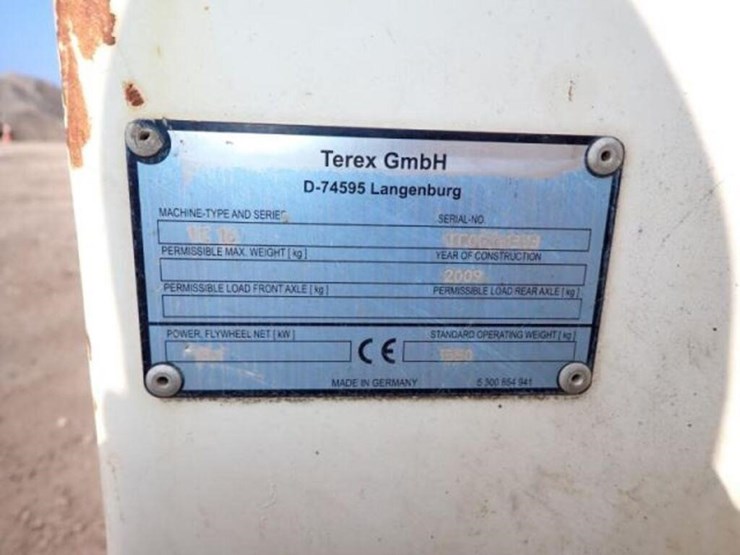 Terex GmbH
D-74595 Langenburg
MACHINE-TYPE AND SERIES SERIAL-NO.
16
PERMISSIBLE MAX. WEIGHT [kg] YEAR OF CONSTRUCTION
2009
PERMISSIBLE LOAD FRONT AXLE [kg] PERMISSIBLE LOAD REAR AXLE [kg]
POWER, FLYWHEEL NET [kW] CE STANDARD OPERATING WEIGHT [kg]
1550
MADE IN GERMANY 5 300 654 941